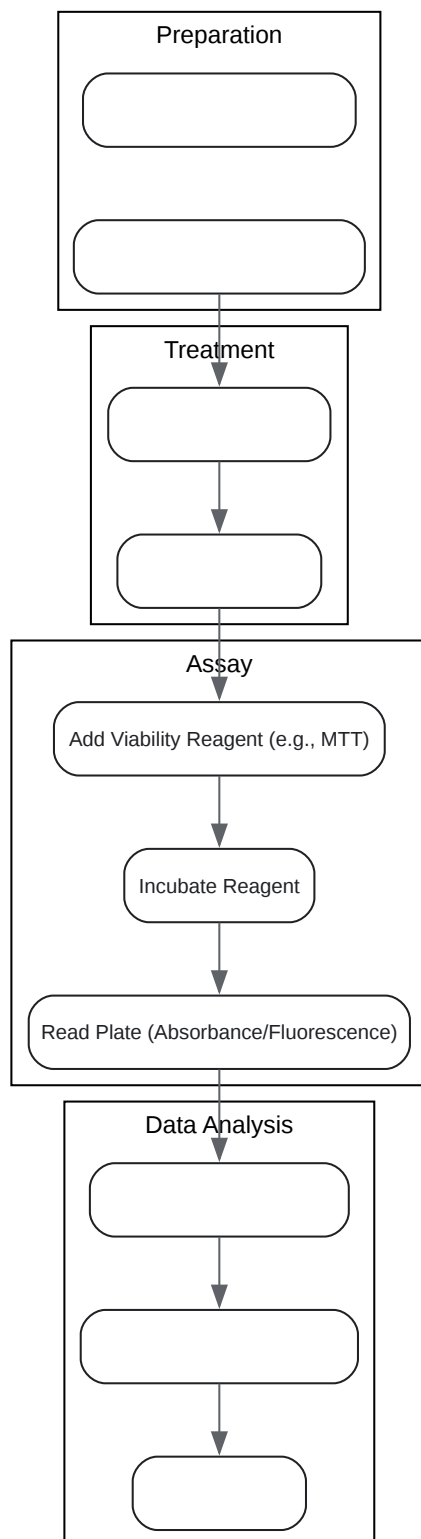 Preparation
Treatment
Assay
Add Viability Reagent (e.g., MTT)
Incubate Reagent
Read Plate (Absorbance/Fluorescence)
Data Analysis